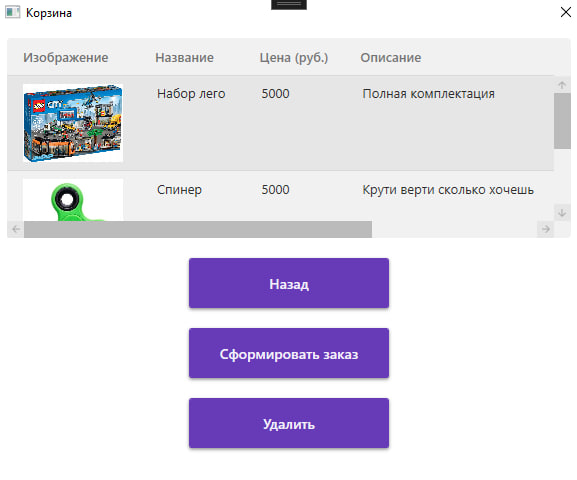 Корзина
Изображение Название Цена (руб.) Описание
CITY
Набор лего 5000 Полная комплектация
Спинер 5000 Крути верти сколько хочешь
Назад
Сформировать заказ
Удалить